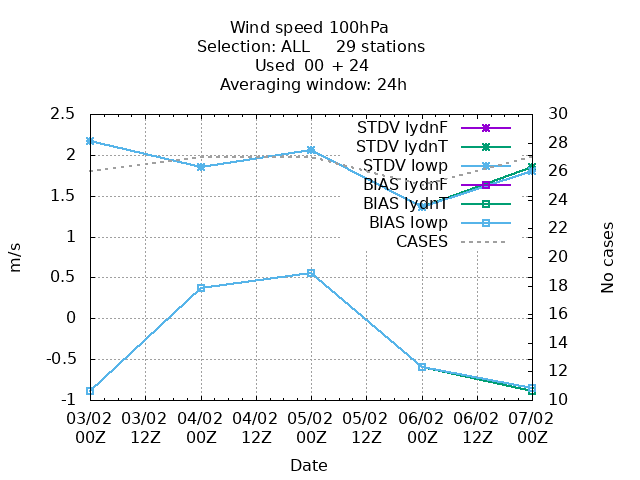 Wind speed 100hPa
Selection: ALL 29 stations
Used 00 + 24
Averaging window: 24h
2.5
2
1.5
1
0.5
0
-0.5
-1
m/s
30
28
26
24
22
20
18
16
14
12
10
No cases
STDV lydnF
STDV lydnT
STDV lowp
BIAS lydnF
BIAS lydnT
BIAS lowp
CASES
03/02 03/02 04/02 04/02 05/02 05/02 06/02 06/02 07/02
00Z 12Z 00Z 12Z 00Z 12Z 00Z 12Z 00Z
Date